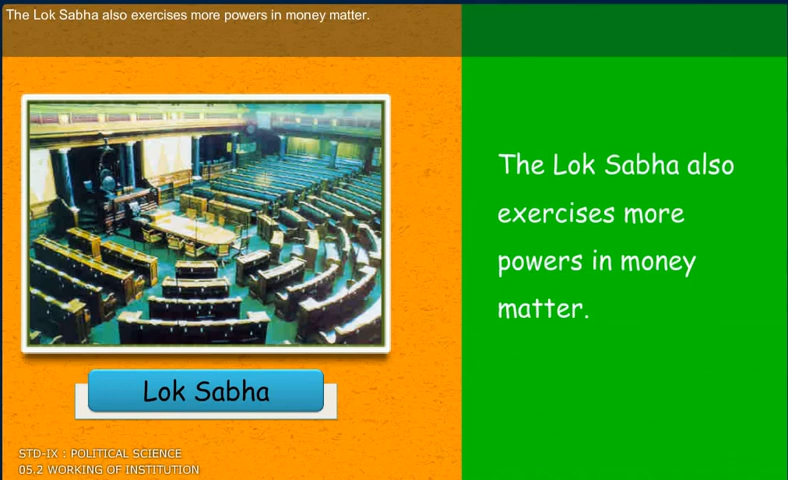 The Lok Sabha also exercises more powers in money matter.
The Lok Sabha also
exercises more
powers in money
matter.
Lok Sabha
STD-IX : POLITICAL SCIENCE
05.2 WORKING OF INSTITUTION